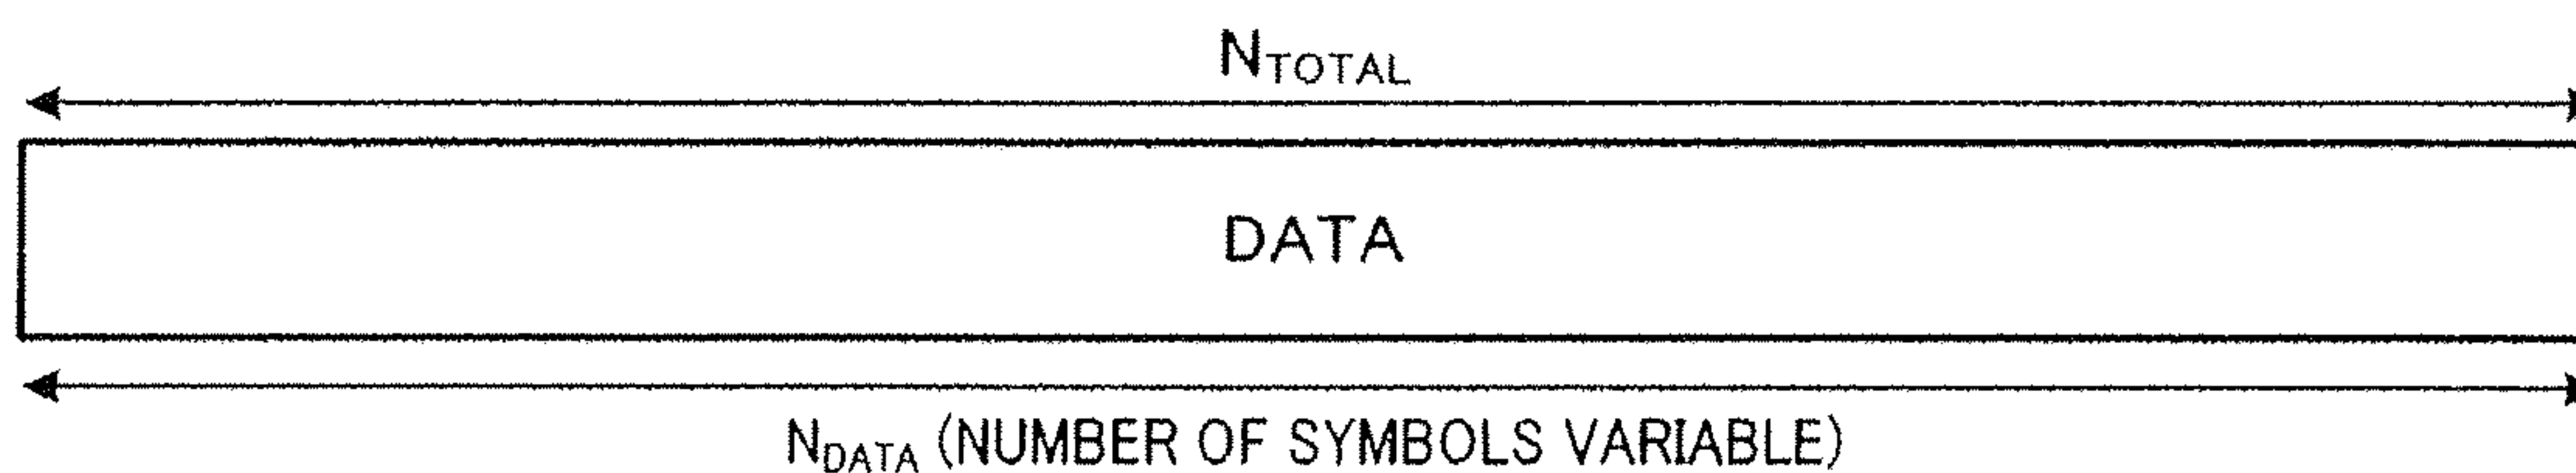 NTOTAL
DATA
NDATA (NUMBER OF SYMBOLS VARIABLE)